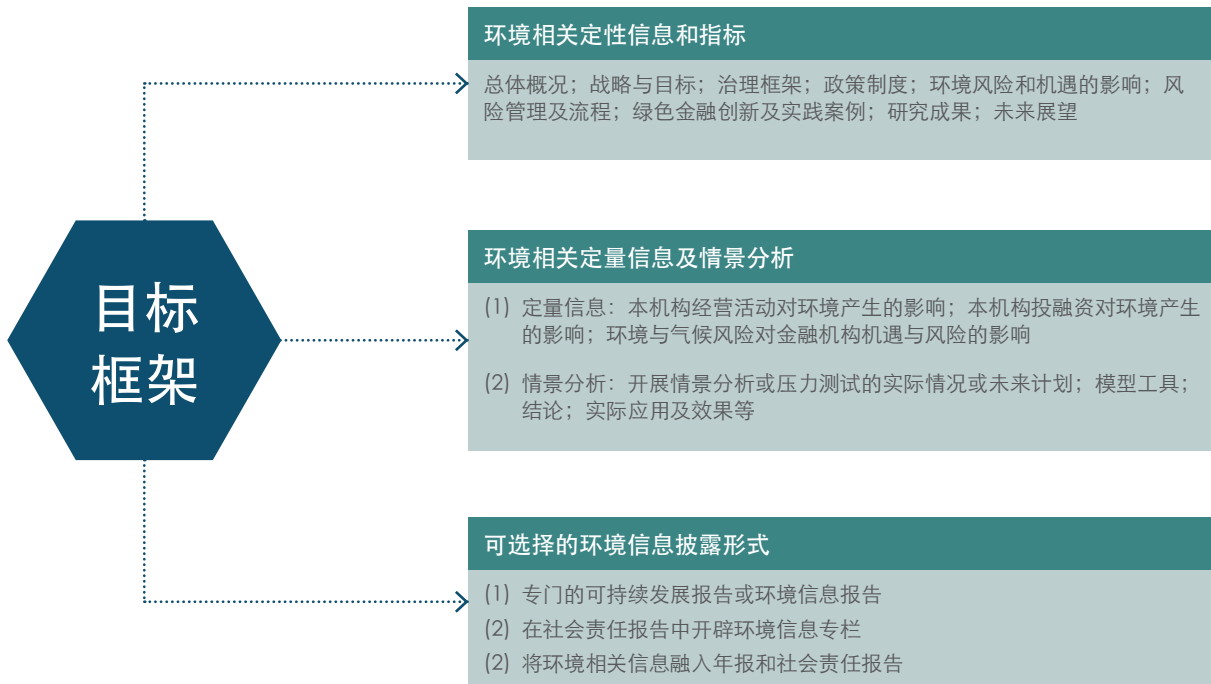 环境相关定性信息和指标
总体概况；战略与目标；治理框架；政策制度；环境风险和机遇的影响；风
险管理及流程；绿色金融创新及实践案例；研究成果；未来展望
目标
框架
环境相关定量信息及情景分析
(1) 定量信息：本机构经营活动对环境产生的影响；本机构投融资对环境产生
的影响；环境与气候风险对金融机构机遇与风险的影响
(2) 情景分析：开展情景分析或压力测试的实际情况或未来计划；模型工具；
结论；实际应用及效果等
可选择的环境信息披露形式
(1) 专门的可持续发展报告或环境信息报告
(2) 在社会责任报告中开辟环境信息专栏
(2) 将环境相关信息融入年报和社会责任报告